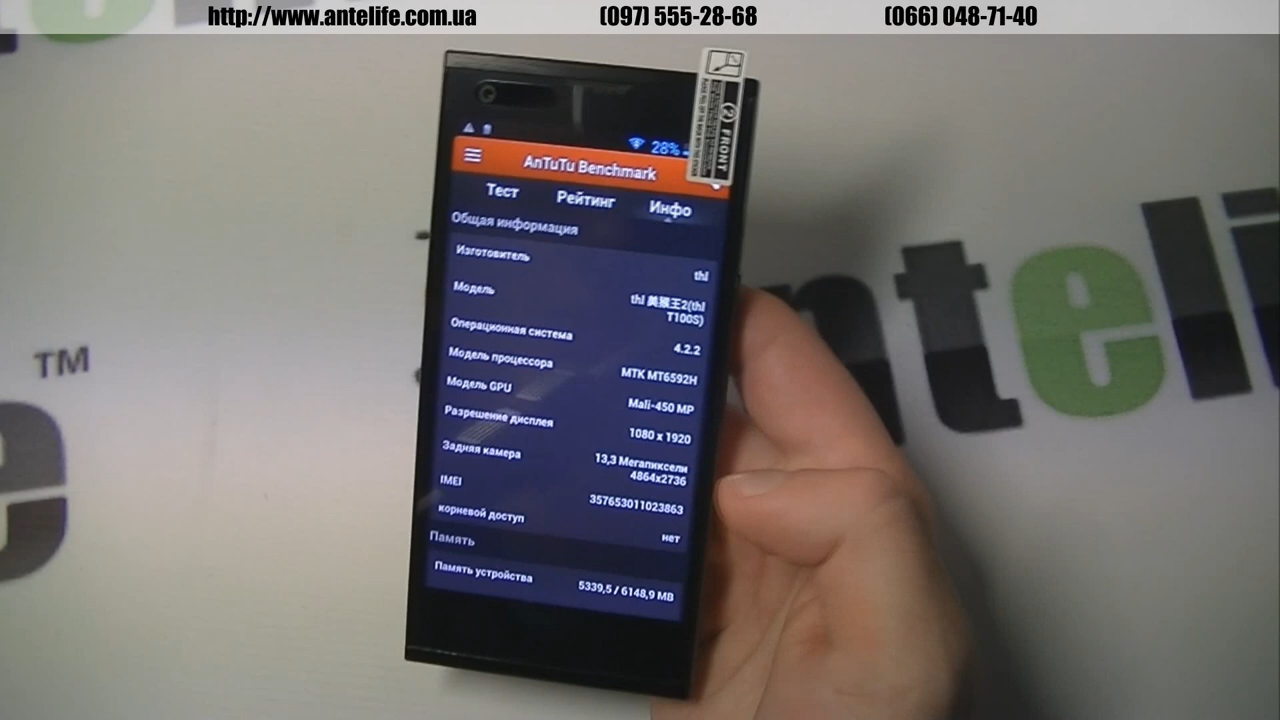 http://www.antelife.com.ua (097) 555-28-68 (066) 048-71-40
(2) FRONT
28%
AnTuTu Benchmark
Тест Рейтинг Инфо
Общая информация
Изготовитель thl
Модель thl 美猴王2(thl
T100S)
Операционная система 4.2.2
Модель процессора MTK MT6592H
Модель GPU Mali-450 MP
Разрешение дисплея 1080 x 1920
Задняя камера 13,3 Мегапиксели
4864x2736
IMEI 357653011023863
корневой доступ нет
Память
Память устройства 5339,5 / 6148,9 MB
TM
e
anteli